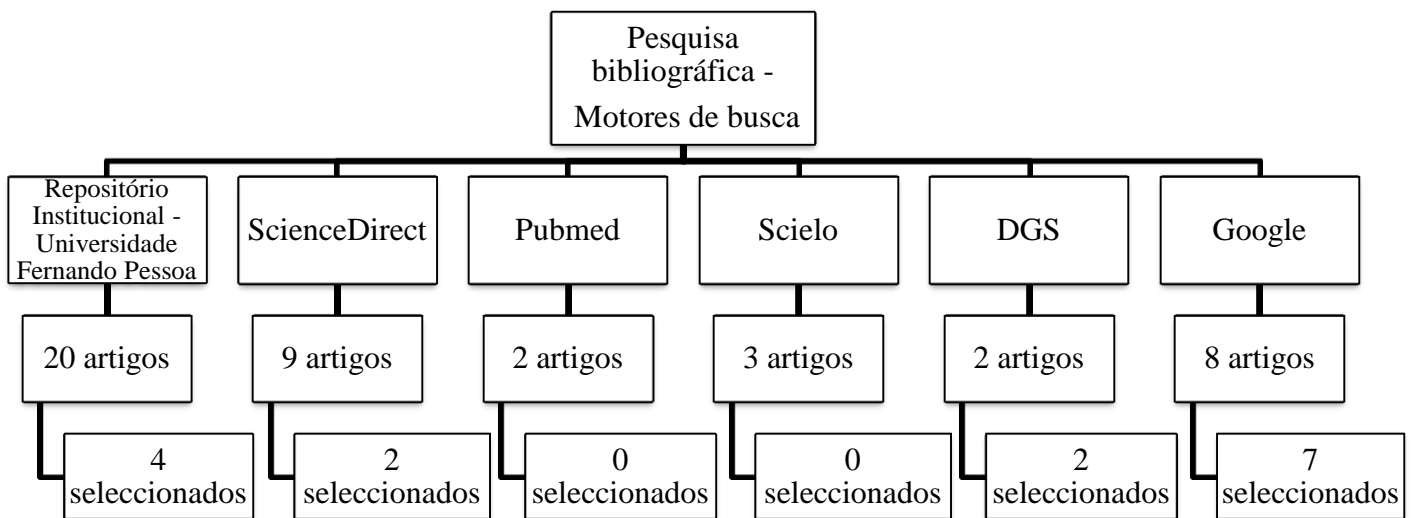 Pesquisa
bibliográfica -
Motores de busca
Repositório
Institucional -
Universidade
Fernando Pessoa
ScienceDirect
Pubmed
Scielo
DGS
Google
20 artigos
9 artigos
2 artigos
3 artigos
2 artigos
8 artigos
4
seleccionados
2
seleccionados
0
seleccionados
0
seleccionados
2
seleccionados
7
seleccionados